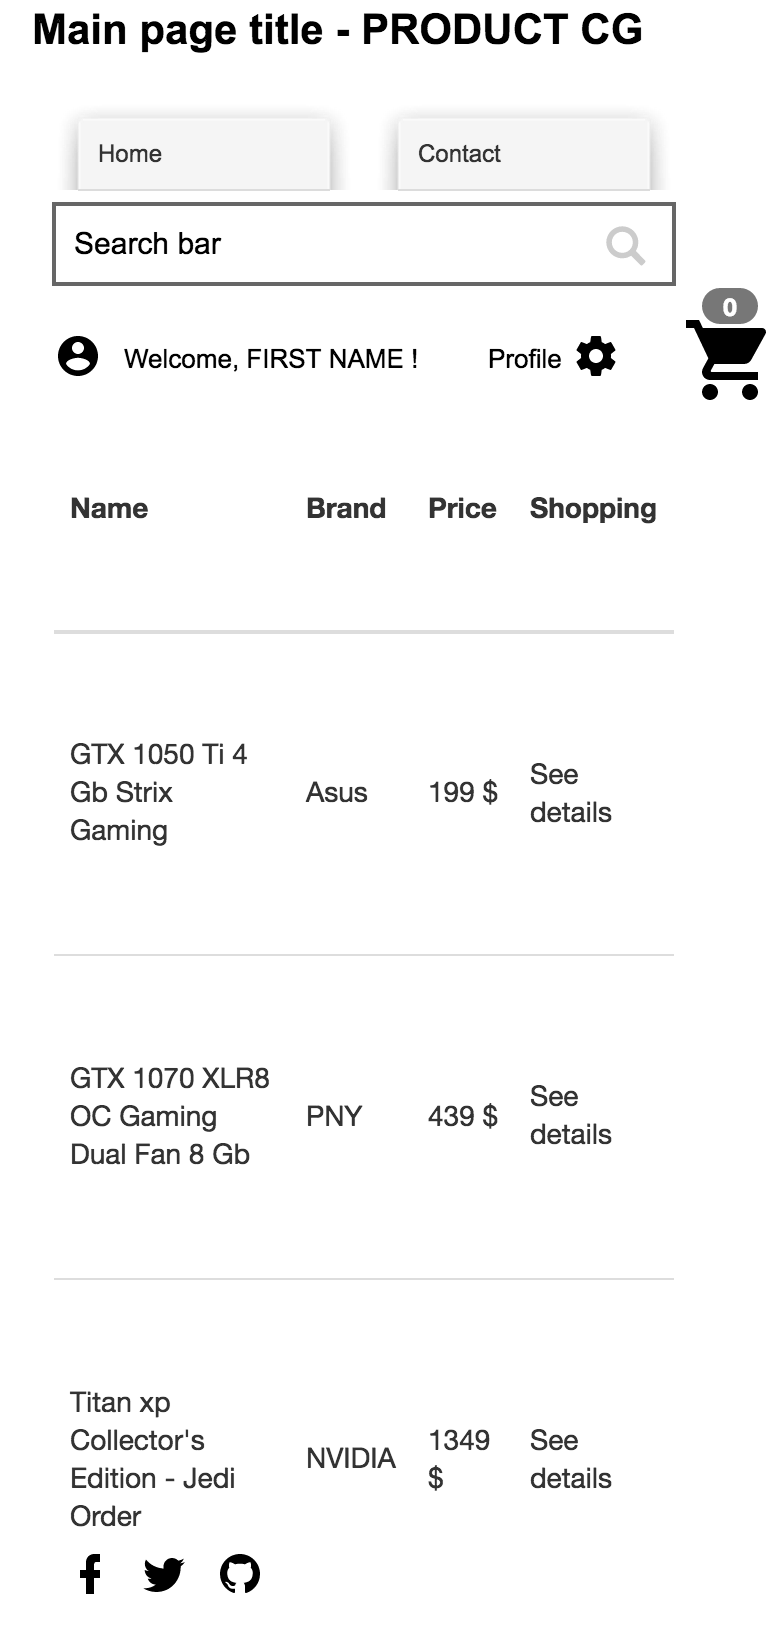 Main page title - PRODUCT CG
Home Contact
Search bar
0
Welcome, FIRST NAME ! Profile
Name Brand Price Shopping
GTX 1050 Ti 4
Gb Strix
Gaming
Asus
199 $
See
details
GTX 1070 XLR8
OC Gaming
Dual Fan 8 Gb
PNY
439 $
See
details
Titan xp
Collector's
Edition - Jedi
Order
NVIDIA
1349
$
See
details